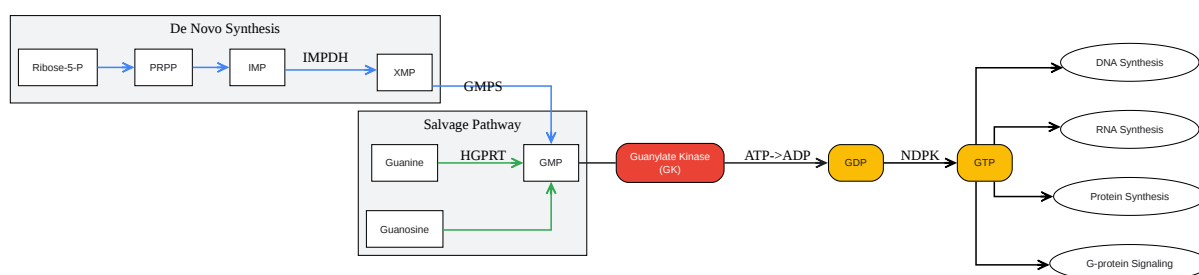 De Novo Synthesis
Ribose-5-P
PRPP
IMP
IMPDH
XMP
GMPS
Salvage Pathway
Guanine
HGPRT
GMP
Guanosine
Guanylate Kinase
(GK)
ATP->ADP
GDP
NDPK
GTP
DNA Synthesis
RNA Synthesis
Protein Synthesis
G-protein Signaling